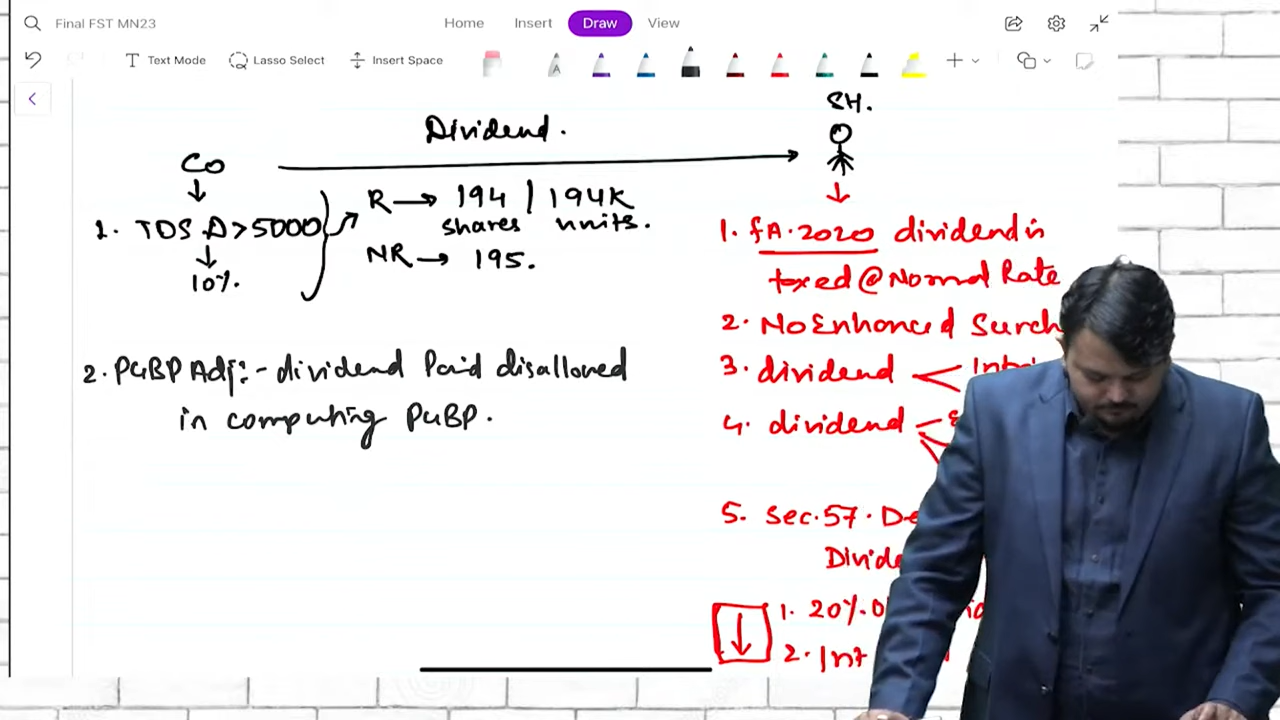 Final FST MN23
Home Insert Draw View
Text Mode Lasso Select Insert Space
SH.
Dividend.
Co
1. TDS D>5000
10%.
R → 194 | 194K
shares units.
NR → 195.
2. PGBP Adj:- dividend Paid disallowed
in computing PGBP.
1. FA.2020 dividend is
taxed @ Normal Rate
2. No Enhanced
3. dividend
4. dividend
5. Sec.57.
1. 20%
2. Int